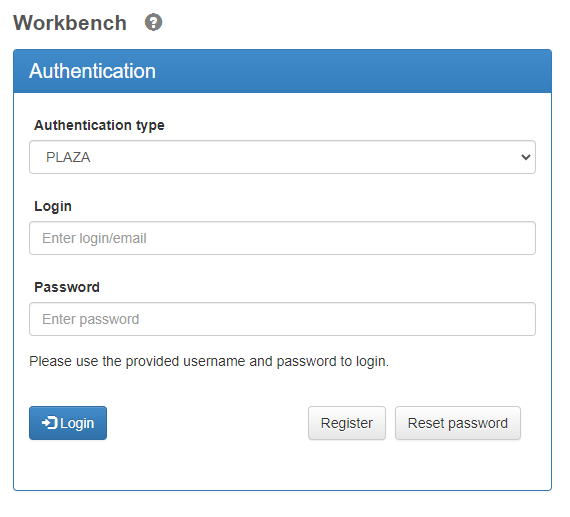 Workbench ?
Authentication
Authentication type
PLAZA
Login
Enter login/email
Password
Enter password
Please use the provided username and password to login.
Login Register Reset password